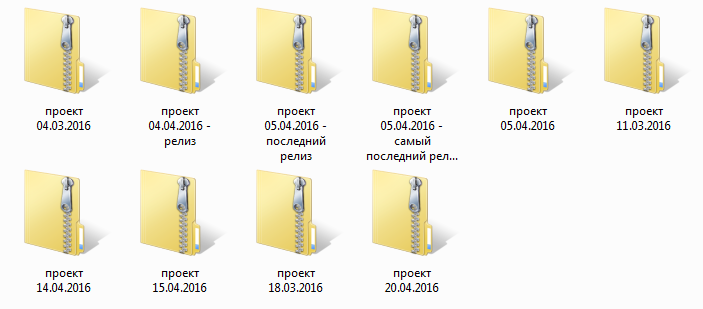 проект
04.03.2016
проект
04.04.2016 -
релиз
проект
05.04.2016 -
последний
релиз
проект
05.04.2016 -
самый
последний рел...
проект
05.04.2016
проект
11.03.2016
проект
14.04.2016
проект
15.04.2016
проект
18.03.2016
проект
20.04.2016